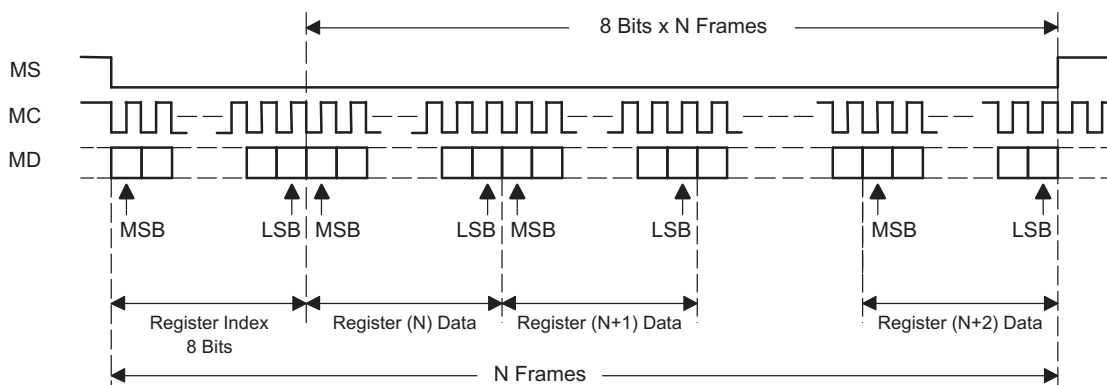 8 Bits x N Frames
MS
MC
MD
MSB
LSB
MSB
LSB
MSB
LSB
MSB
LSB
Register Index
8 Bits
Register (N) Data
Register (N+1) Data
Register (N+2) Data
N Frames